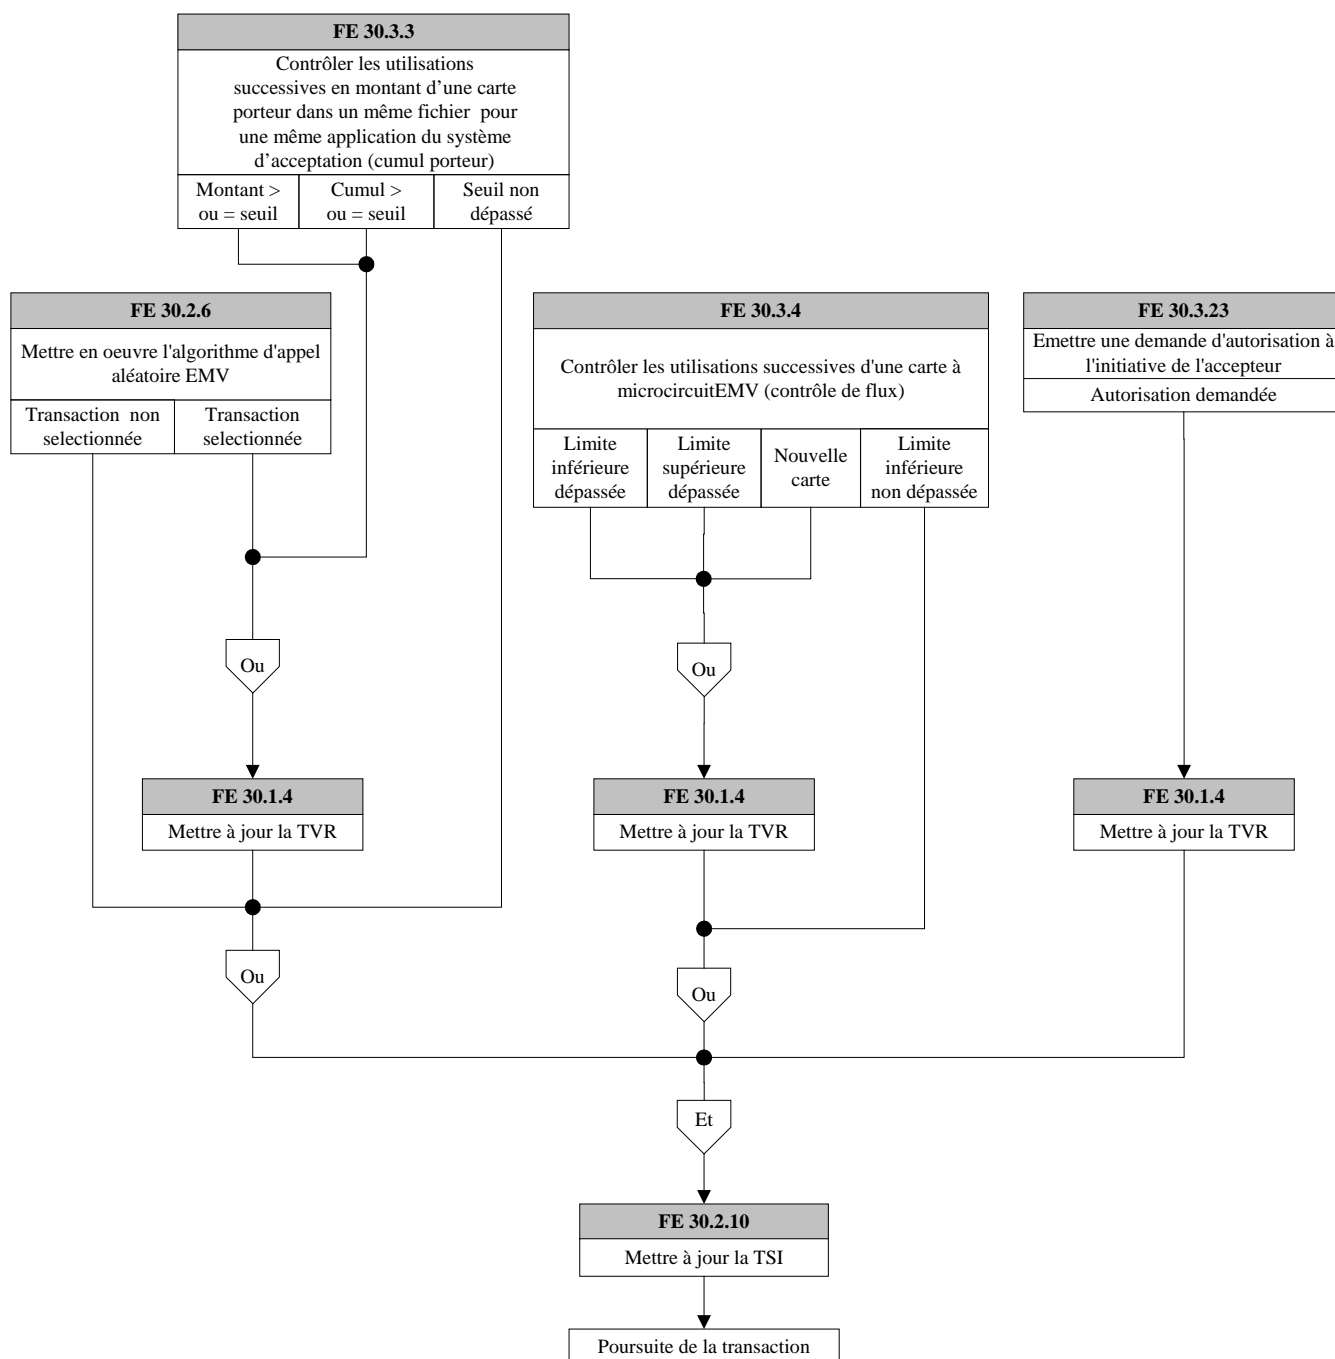 FE 30.3.3
Contrôler les utilisations
successives en montant d’une carte
porteur dans un même fichier pour
une même application du système
d’acceptation (cumul porteur)
Montant >
ou = seuil
Cumul >
ou = seuil
Seuil non
dépassé
FE 30.2.6
Mettre en oeuvre l'algorithme d'appel
aléatoire EMV
Transaction non
selectionnée
Transaction
selectionnée
FE 30.3.4
Contrôler les utilisations successives d'une carte à
microcircuitEMV (contrôle de flux)
Limite
inférieure
dépassée
Limite
supérieure
dépassée
Nouvelle
carte
Limite
inférieure
non dépassée
FE 30.3.23
Emettre une demande d'autorisation à
l'initiative de l'accepteur
Autorisation demandée
Ou
Ou
FE 30.1.4
Mettre à jour la TVR
FE 30.1.4
Mettre à jour la TVR
FE 30.1.4
Mettre à jour la TVR
Ou
Ou
Et
FE 30.2.10
Mettre à jour la TSI
Poursuite de la transaction